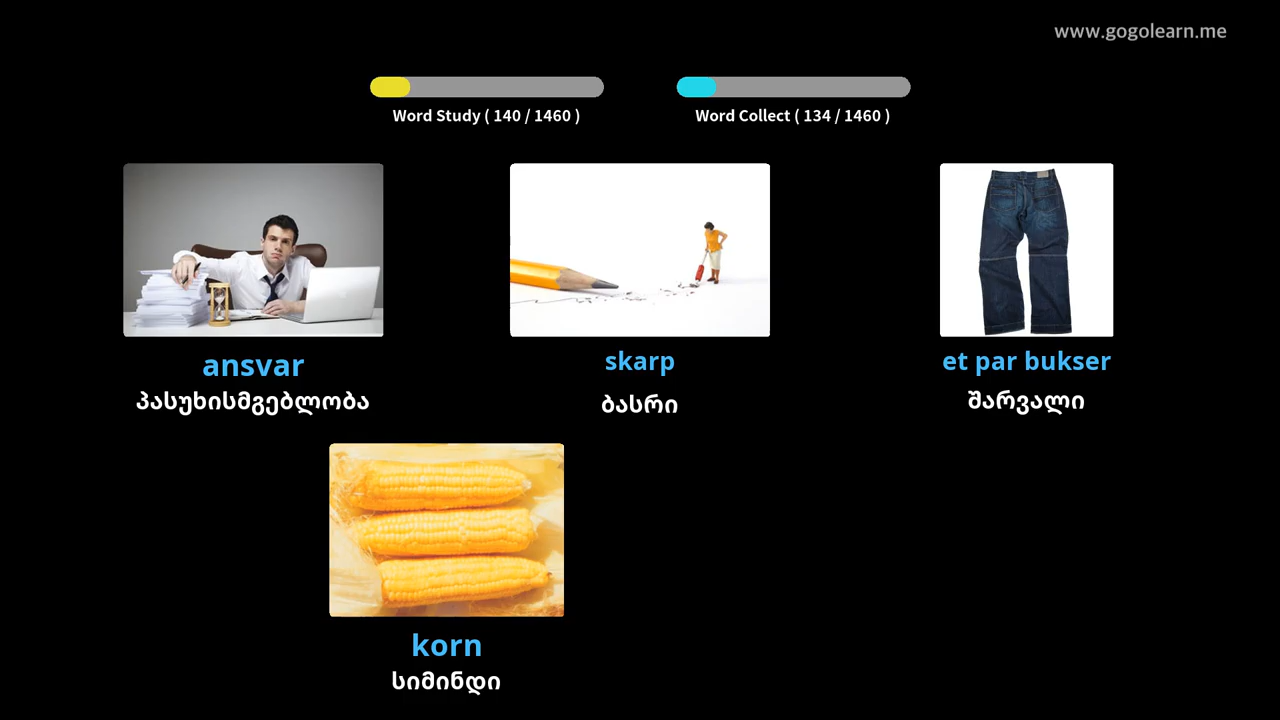 www.gogolearn.me
Word Study ( 140 / 1460 )
Word Collect ( 134 / 1460 )
ansvar
პასუხისმგებლობა
skarp
ბასრი
et par bukser
შარვალი
korn
სიმინდი